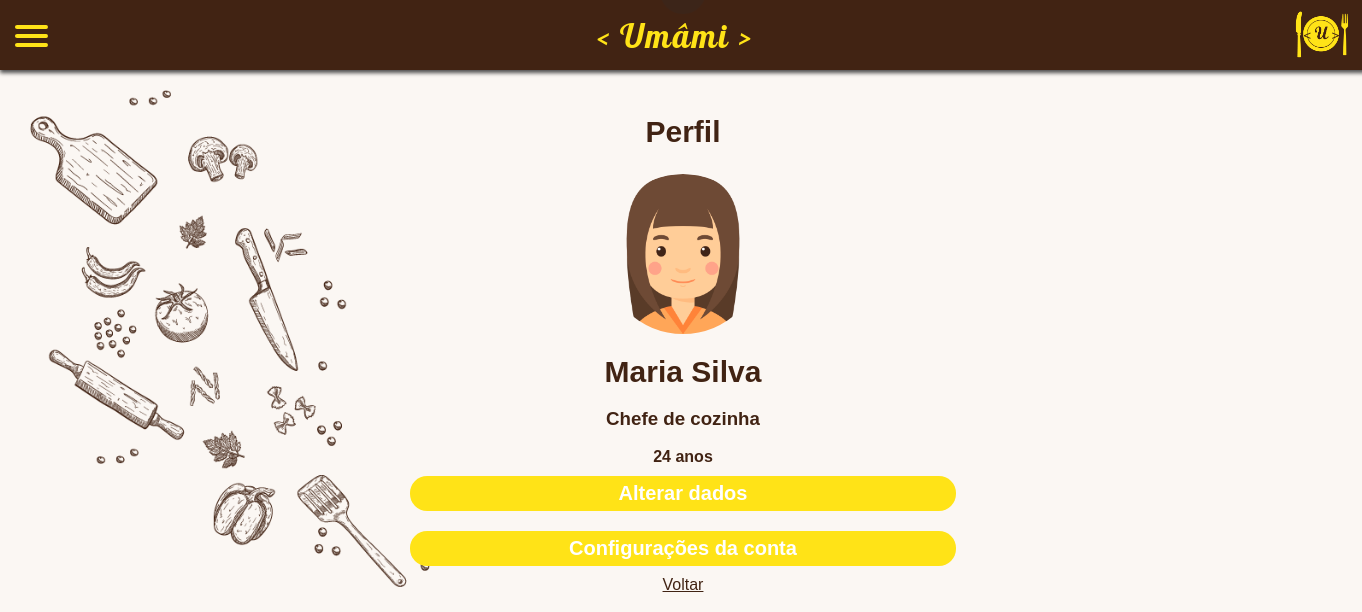 < Umâmi >
< U >
Perfil
Maria Silva
Chefe de cozinha
24 anos
Alterar dados
Configurações da conta
Voltar